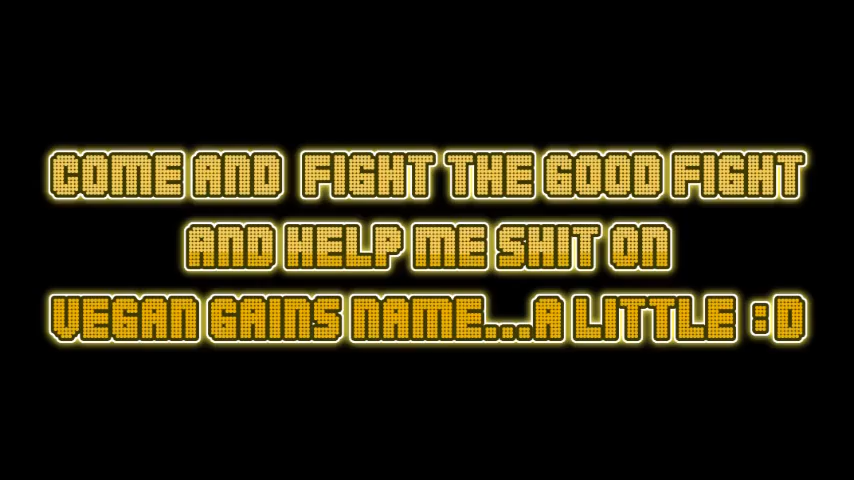 COME AND FIGHT THE GOOD FIGHT
AND HELP ME SHIT ON
VEGAN GAINS NAME...A LITTLE :D